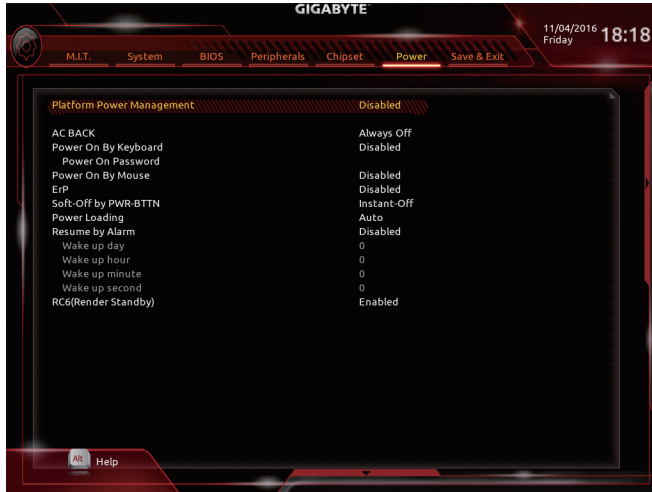 GIGABYTE™
11/04/2016 18:18
Friday
M.I.T. System BIOS Peripherals Chipset Power Save & Exit
Platform Power Management Disabled
AC BACK Always Off
Power On By Keyboard Disabled
Power On Password
Power On By Mouse Disabled
ErP Disabled
Soft-Off by PWR-BTTN Instant-Off
Power Loading Auto
Resume by Alarm Disabled
Wake up day 0
Wake up hour 0
Wake up minute 0
Wake up second 0
RC6(Render Standby) Enabled
Alt Help